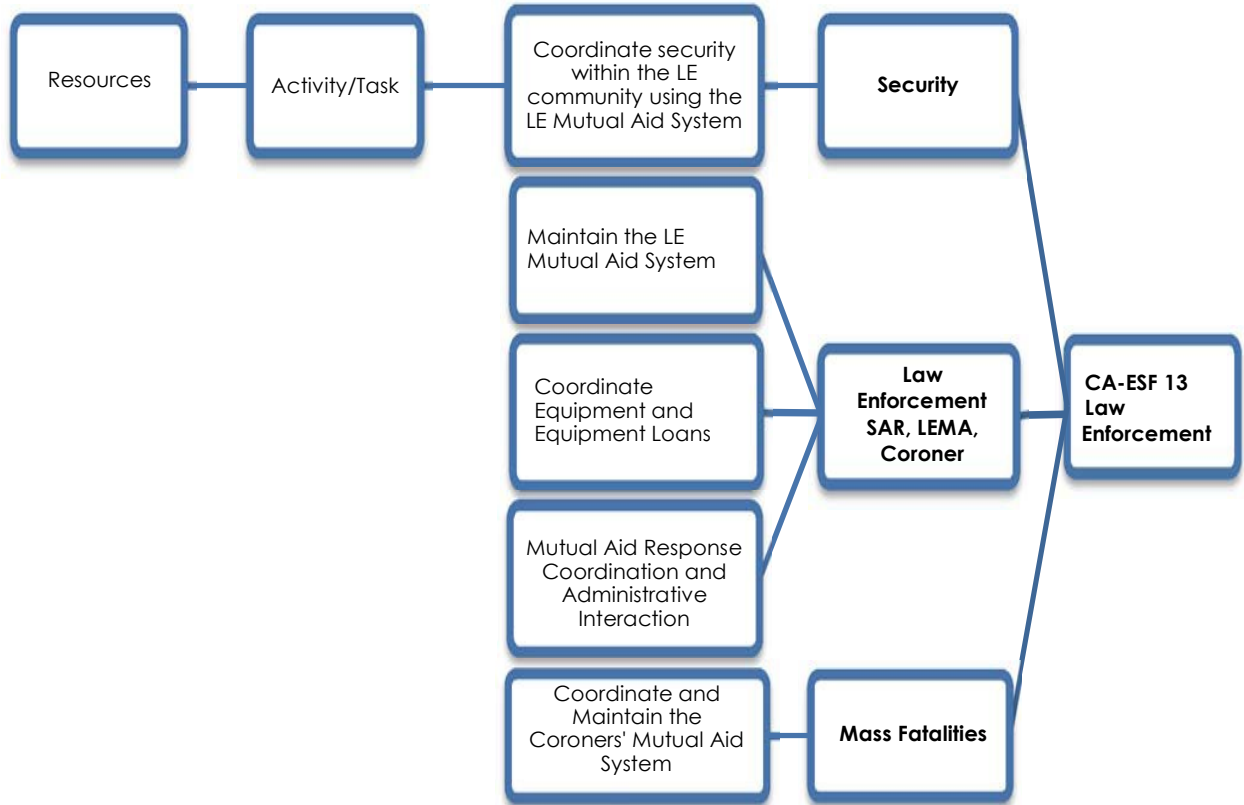 Resources
Activity/Task
Coordinate security
within the LE
community using the
LE Mutual Aid System
Security
Maintain the LE
Mutual Aid System
Coordinate
Equipment and
Equipment Loans
Law
Enforcement
SAR, LEMA,
Coroner
CA-ESF 13
Law
Enforcement
Mutual Aid Response
Coordination and
Administrative
Interaction
Coordinate and
Maintain the
Coroners' Mutual Aid
System
Mass Fatalities